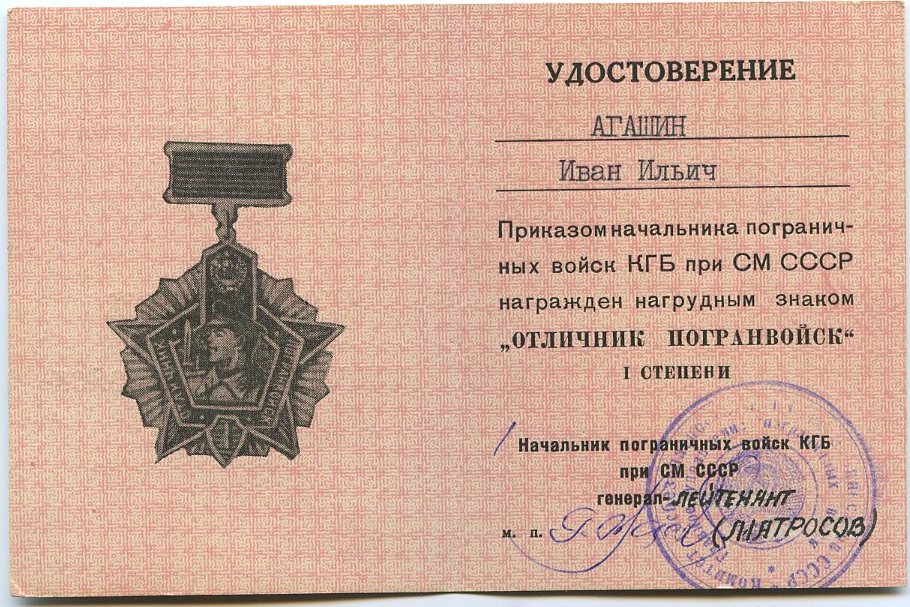 УДОСТОВЕРЕНИЕ
АГАШИН
Иван Ильич
Приказом начальника погранич-
ных войск КГБ при СМ СССР
награжден нагрудным знаком
„ОТЛИЧНИК ПОГРАНВОЙСК“
I СТЕПЕНИ
Начальник пограничных войск КГБ
при СМ СССР
генерал-ЛЕЙТЕНАНТ
м. п. (МАТРОСОВ)